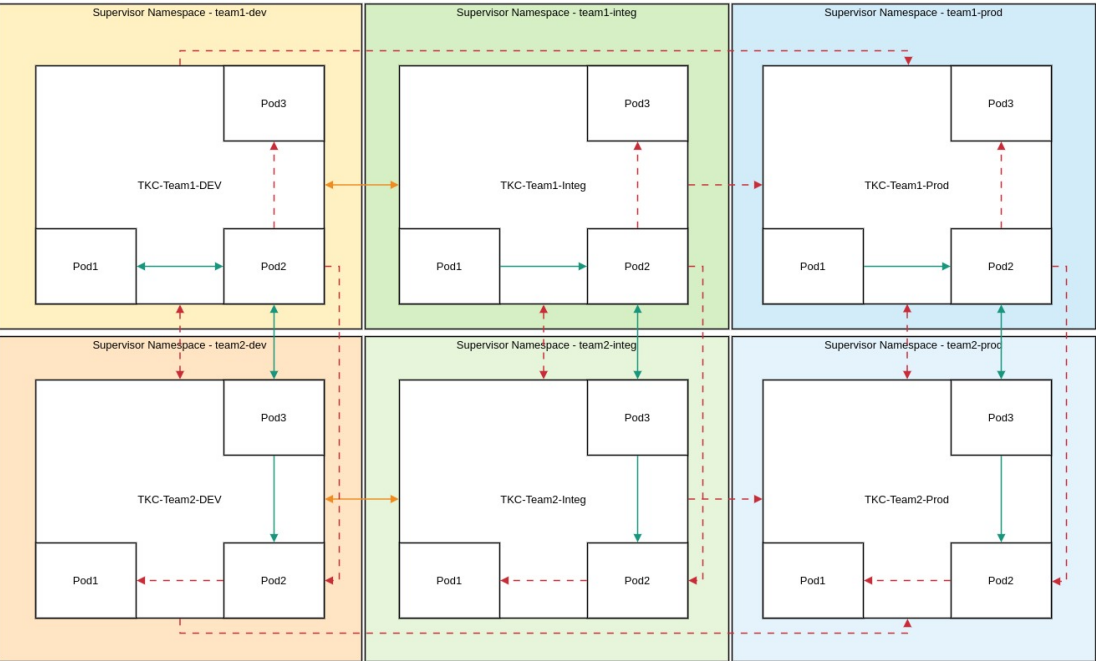 Supervisor Namespace - team1-dev
Supervisor Namespace - team1-integ
Supervisor Namespace - team1-prod
Pod3
Pod3
Pod3
TKC-Team1-DEV
TKC-Team1-Integ
TKC-Team1-Prod
Pod1
Pod2
Pod1
Pod2
Pod1
Pod2
Supervisor Namespace - team2-dev
Supervisor Namespace - team2-integ
Supervisor Namespace - team2-prod
Pod3
Pod3
Pod3
TKC-Team2-DEV
TKC-Team2-Integ
TKC-Team2-Prod
Pod1
Pod2
Pod1
Pod2
Pod1
Pod2